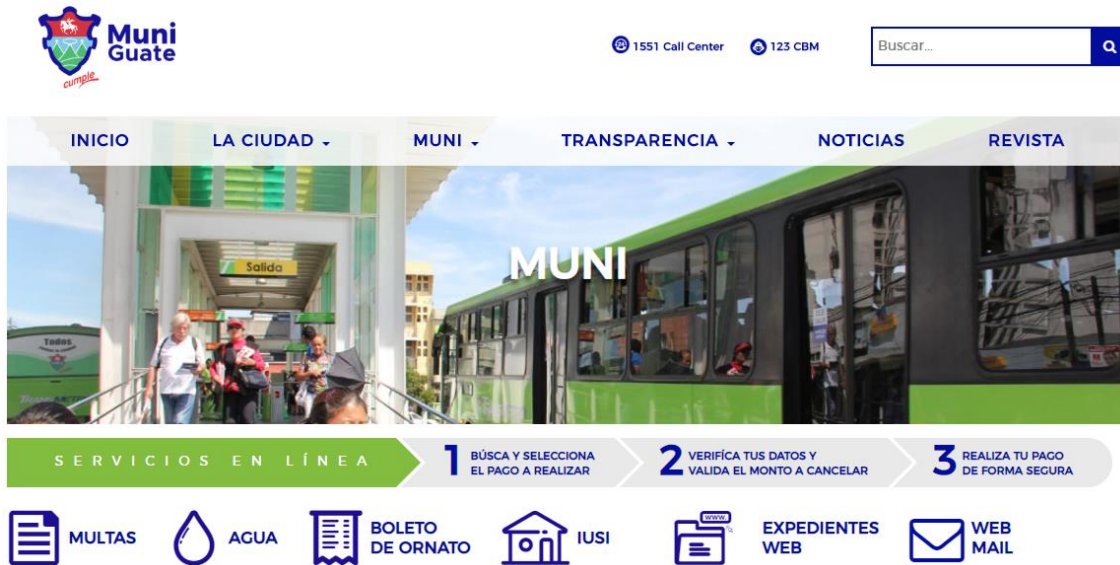 Muni
Guate
cumple
1551 Call Center
123 CBM
Buscar...
INICIO
LA CIUDAD
MUNI
TRANSPARENCIA
NOTICIAS
REVISTA
Salida
MUNI
Todos
SERVICIOS EN LÍNEA
1 BÚSCA Y SELECCIONA
EL PAGO A REALIZAR
2 VERIFÍCA TUS DATOS Y
VALIDA EL MONTO A CANCELAR
3 REALIZA TU PAGO
DE FORMA SEGURA
MULTAS
AGUA
BOLETO
DE ORNATO
IUSI
WWW.
EXPEDIENTES
WEB
WEB
MAIL